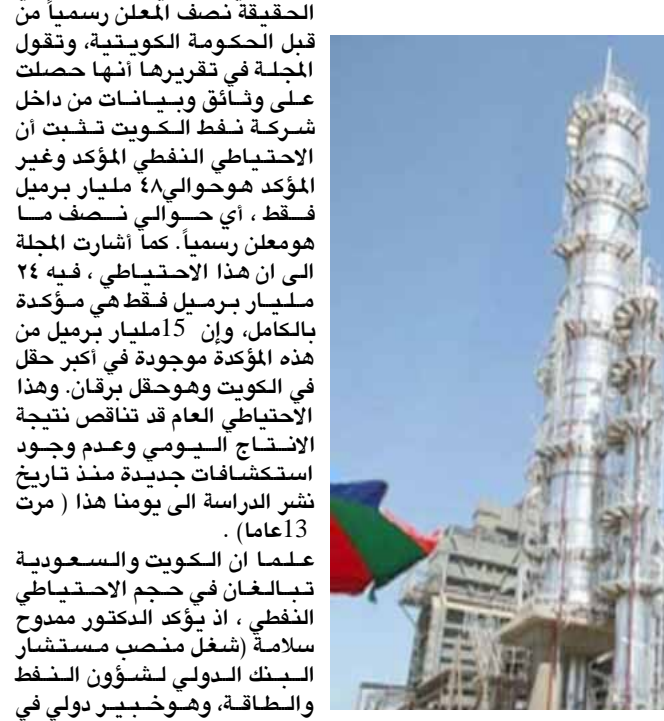 الحقيقة نصف المعلن رسمياً من
قبل الحكومة الكويتية، وتقول
المجلة في تقريرها أنها حصلت
على وثائق وبيانات من داخل
شركة نفط الكويت تثبت أن
الاحتياطي النفطي المؤكد وغير
المؤكد هوحوالي٤٨ مليار برميل
فقط ، أي حوالي نصف ما
هومعلن رسمياً. كما أشارت المجلة
الى ان هذا الاحتياطي ، فيه ٢٤
مليار برميل فقط هي مؤكدة
بالكامل، وإن 15مليار برميل من
هذه المؤكدة موجودة في أكبر حقل
في الكويت وهوحقل برقان. وهذا
الاحتياطي العام قد تناقص نتيجة
الانتاج اليومي وعدم وجود
استكشافات جديدة منذ تاريخ
نشر الدراسة الى يومنا هذا ( مرت
13عاما) .
علما ان الكويت والسعودية
تبالغان في حجم الاحتياطي
النفطي ، اذ يؤكد الدكتور ممدوح
سلامة (شغل منصب مستشار
البنك الدولي لشؤون النفط
والطاقة، وهوخبير دولي في